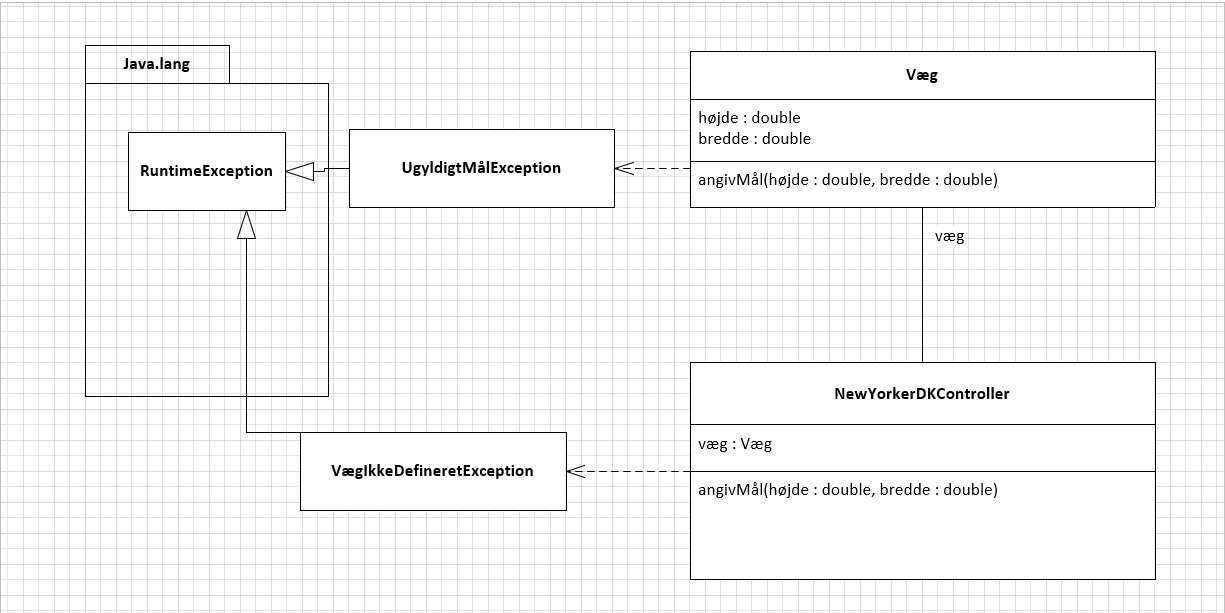 Java.lang
RuntimeException
UgyldigtMålException
Væg
højde : double
bredde : double
angivMål(højde : double, bredde : double)
væg
VægIkkeDefineretException
NewYorkerDKController
væg : Væg
angivMål(højde : double, bredde : double)